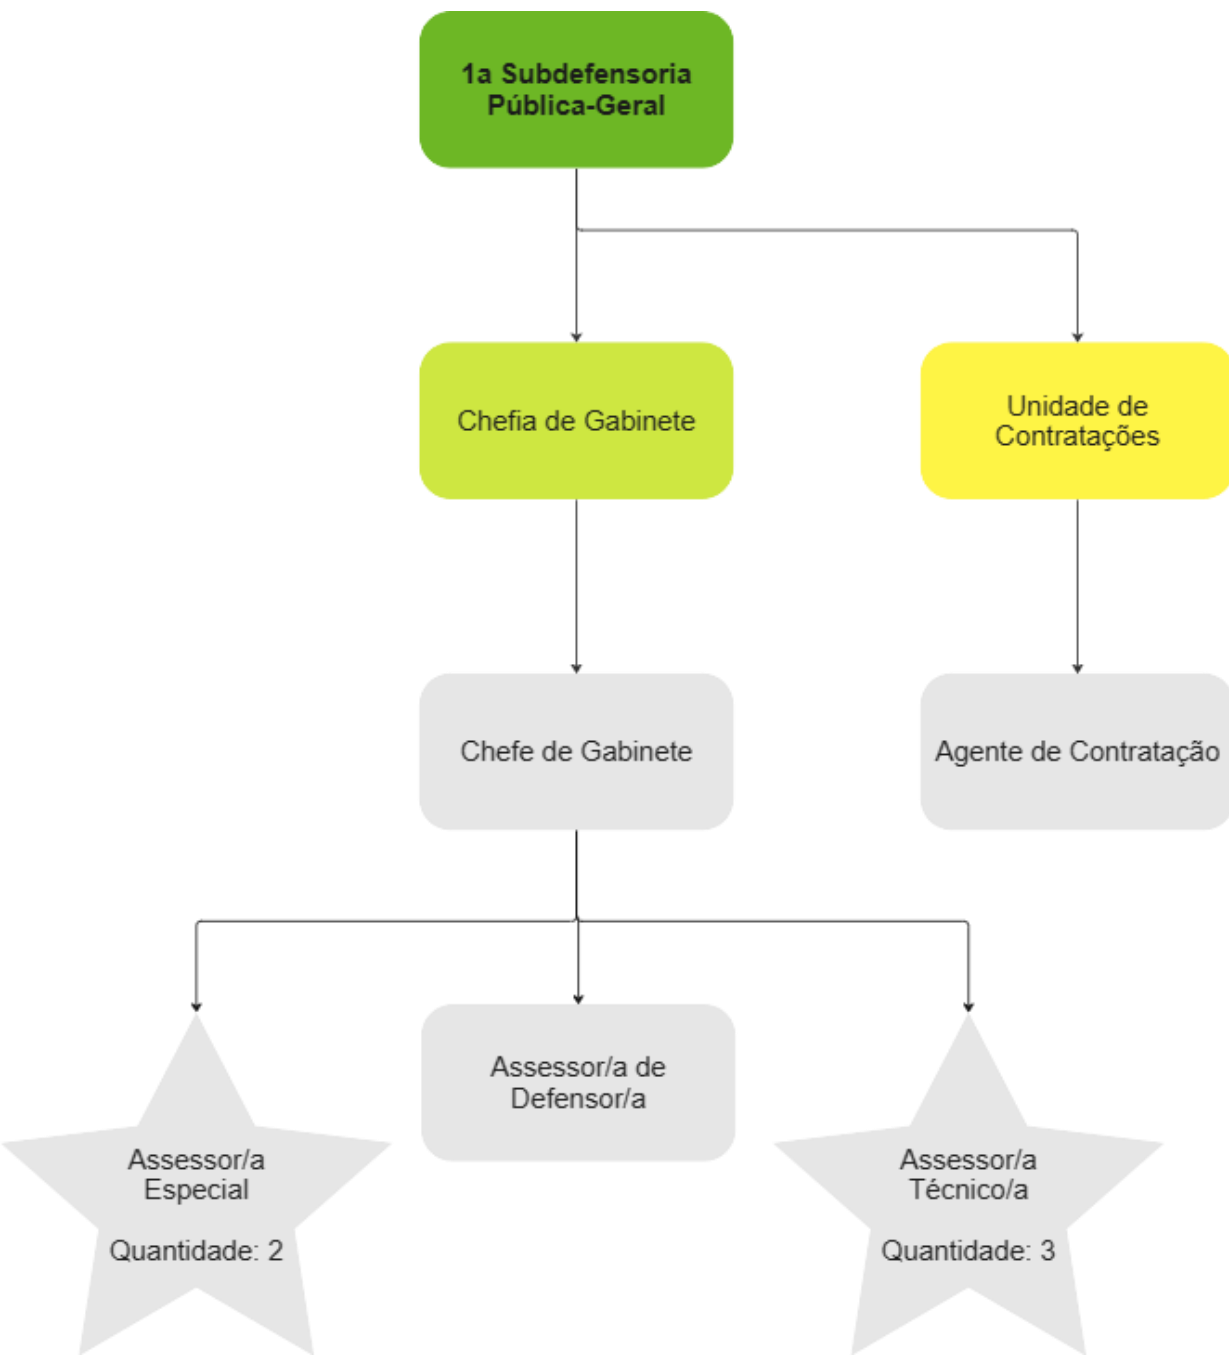 1a Subdefensoria
Pública-Geral
Chefia de Gabinete
Unidade de
Contratações
Chefe de Gabinete
Agente de Contratação
Assessor/a
Especial
Quantidade: 2
Assessor/a de
Defensor/a
Assessor/a
Técnico/a
Quantidade: 3